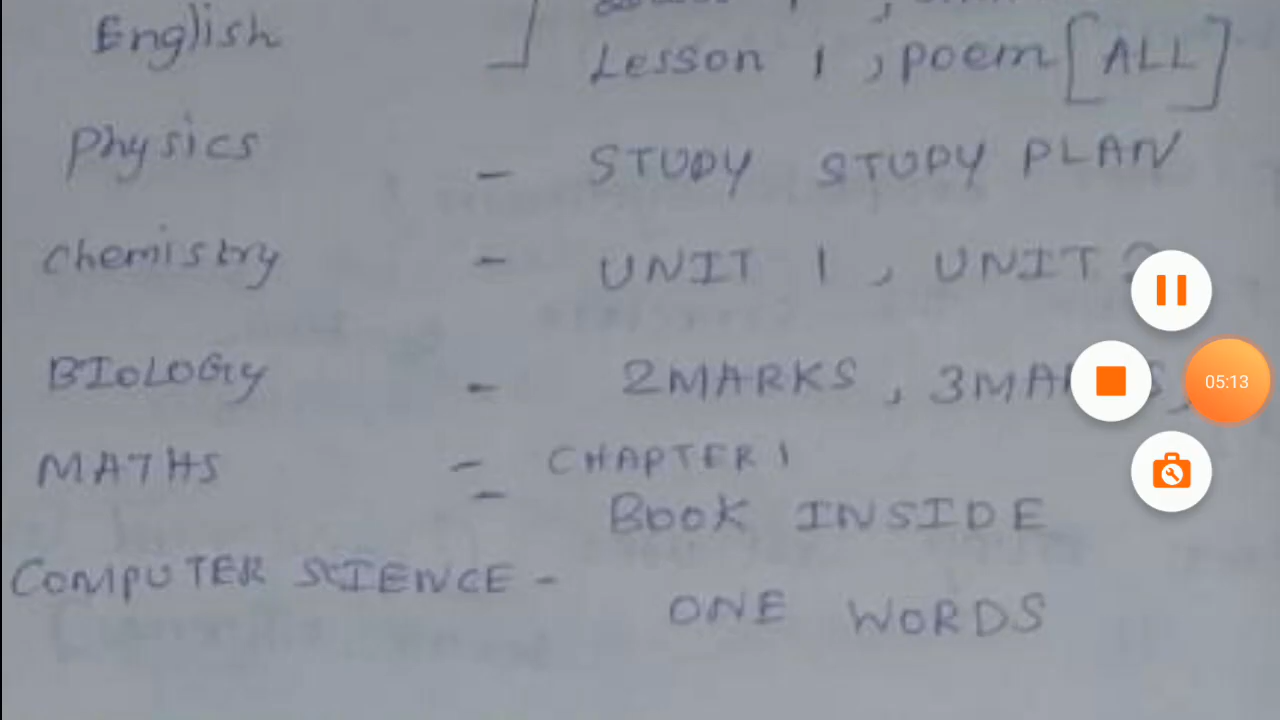 English ] Lesson 1 , poem [ALL]
Physics - STUDY STUDY PLAN
chemistry - UNIT 1 , UNIT
BIOLOGY - 2MARKS , 3MARKS,
MATHS - CHAPTER 1
- Book INSIDE
COMPUTER SCIENCE -
ONE WORDS
05:13